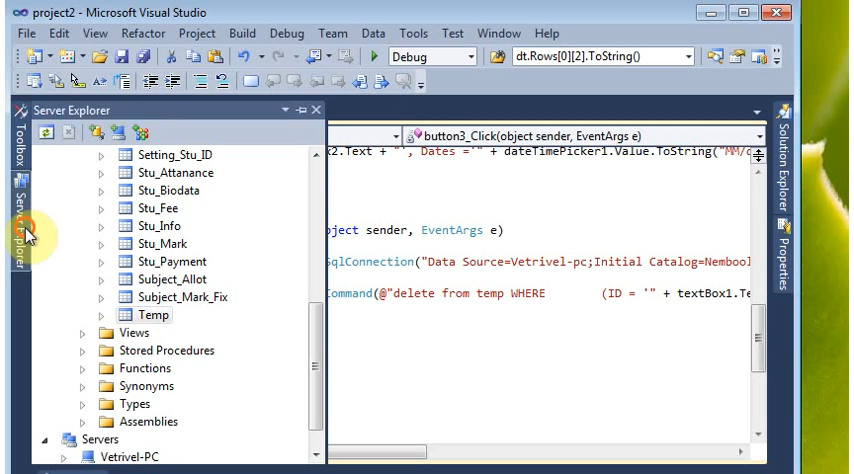 project2 - Microsoft Visual Studio
File Edit View Refactor Project Build Debug Team Data Tools Test Window Help
Debug
dt.Rows[0][2].ToString()
Server Explorer
Toolbox
Server Explorer
Setting_Stu_ID
Stu_Attanance
Stu_Biodata
Stu_Fee
Stu_Info
Stu_Mark
Stu_Payment
Subject_Allot
Subject_Mark_Fix
Temp
Views
Stored Procedures
Functions
Synonyms
Types
Assemblies
Servers
Vetrivel-PC
button3_Click(object sender, EventArgs e)
x2.Text + "', Dates ='" + dateTimePicker1.Value.ToString("MM/d
bject sender, EventArgs e)
SqlConnection("Data Source=Vetrivel-pc;Initial Catalog=Nembool
Command(@"delete from temp WHERE (ID = '" + textBox1.Te
Solution Explorer
Properties